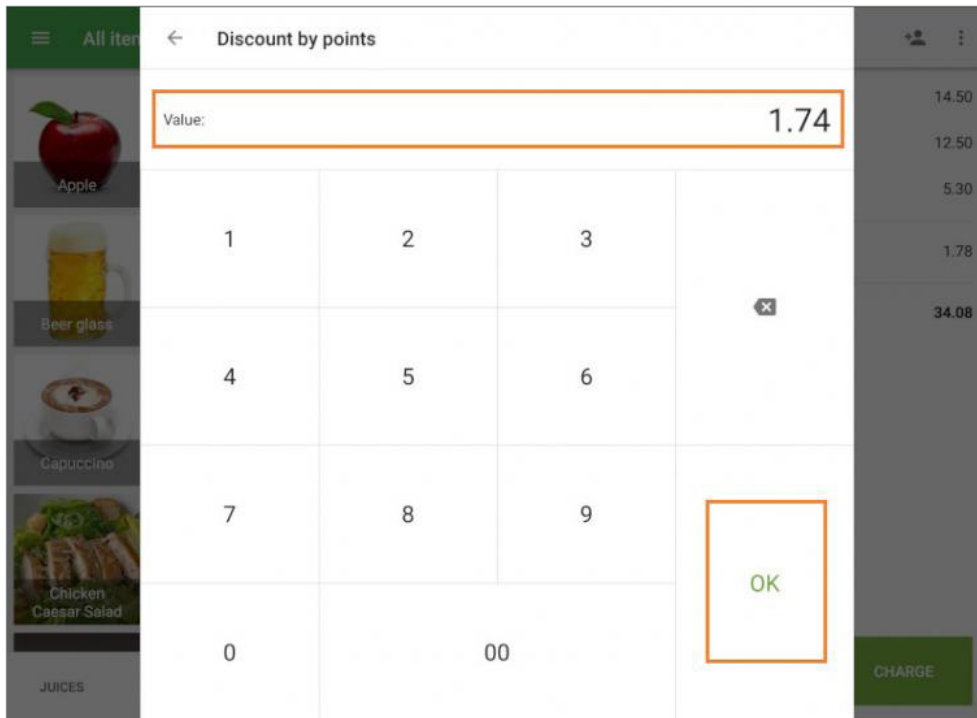 All iten
Discount by points
Value:
1.74
14.50
12.50
5.30
1.78
34.08
Apple
Beer glass
Capuccino
Chicken
Caesar Salad
JUICES
1
2
3
4
5
6
7
8
9
0
00
OK
CHARGE